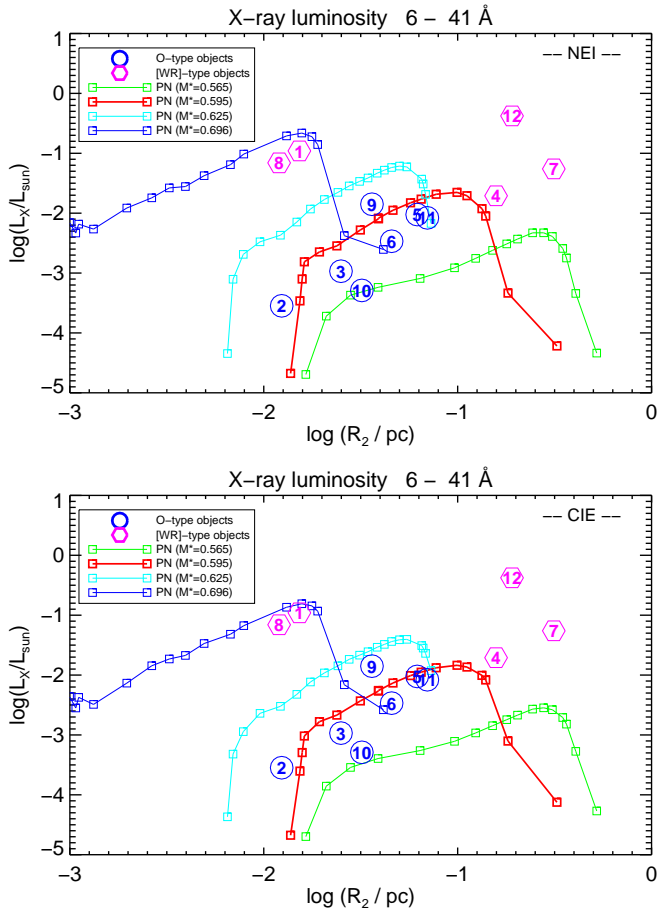 X−ray luminosity 6 − 41 Å
−− NEI −−
O−type objects
[WR]−type objects
PN (M*=0.565)
PN (M*=0.595)
PN (M*=0.625)
PN (M*=0.696)
log(L_X/L_sun)
1
0
−1
−2
−3
−4
−5
12
8
1
7
4
9
5
11
6
3
10
2
−3
−2
−1
0
log (R_2 / pc)
X−ray luminosity 6 − 41 Å
−− CIE −−
O−type objects
[WR]−type objects
PN (M*=0.565)
PN (M*=0.595)
PN (M*=0.625)
PN (M*=0.696)
log(L_X/L_sun)
1
0
−1
−2
−3
−4
−5
12
8
1
7
4
9
5
11
6
3
10
2
−3
−2
−1
0
log (R_2 / pc)